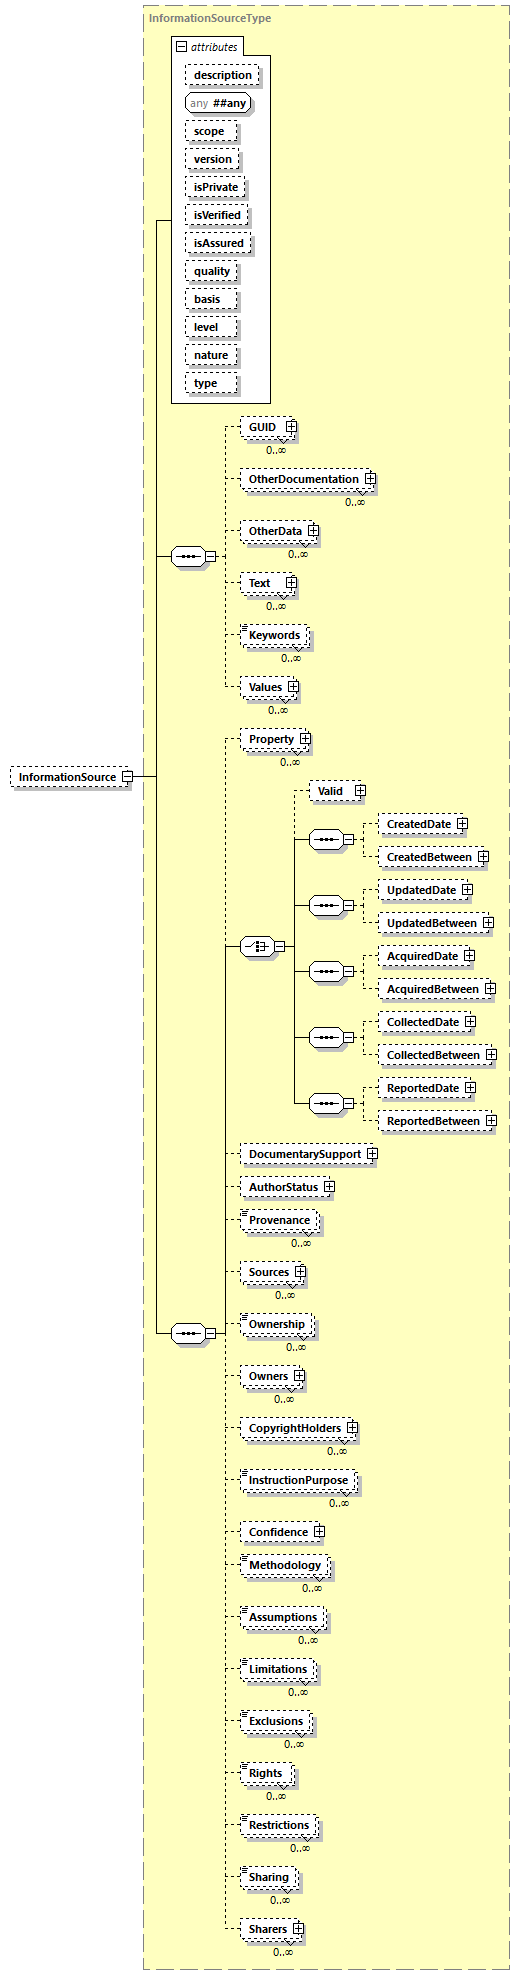 InformationSourceType
attributes
description
any ##any
scope
version
isPrivate
isVerified
isAssured
quality
basis
level
nature
type
GUID
0..∞
OtherDocumentation
0..∞
OtherData
0..∞
Text
0..∞
Keywords
0..∞
Values
0..∞
Property
0..∞
InformationSource
Valid
CreatedDate
CreatedBetween
UpdatedDate
UpdatedBetween
AcquiredDate
AcquiredBetween
CollectedDate
CollectedBetween
ReportedDate
ReportedBetween
DocumentarySupport
AuthorStatus
Provenance
0..∞
Sources
0..∞
Ownership
0..∞
Owners
0..∞
CopyrightHolders
0..∞
InstructionPurpose
0..∞
Confidence
Methodology
0..∞
Assumptions
0..∞
Limitations
0..∞
Exclusions
0..∞
Rights
0..∞
Restrictions
0..∞
Sharing
0..∞
Sharers
0..∞